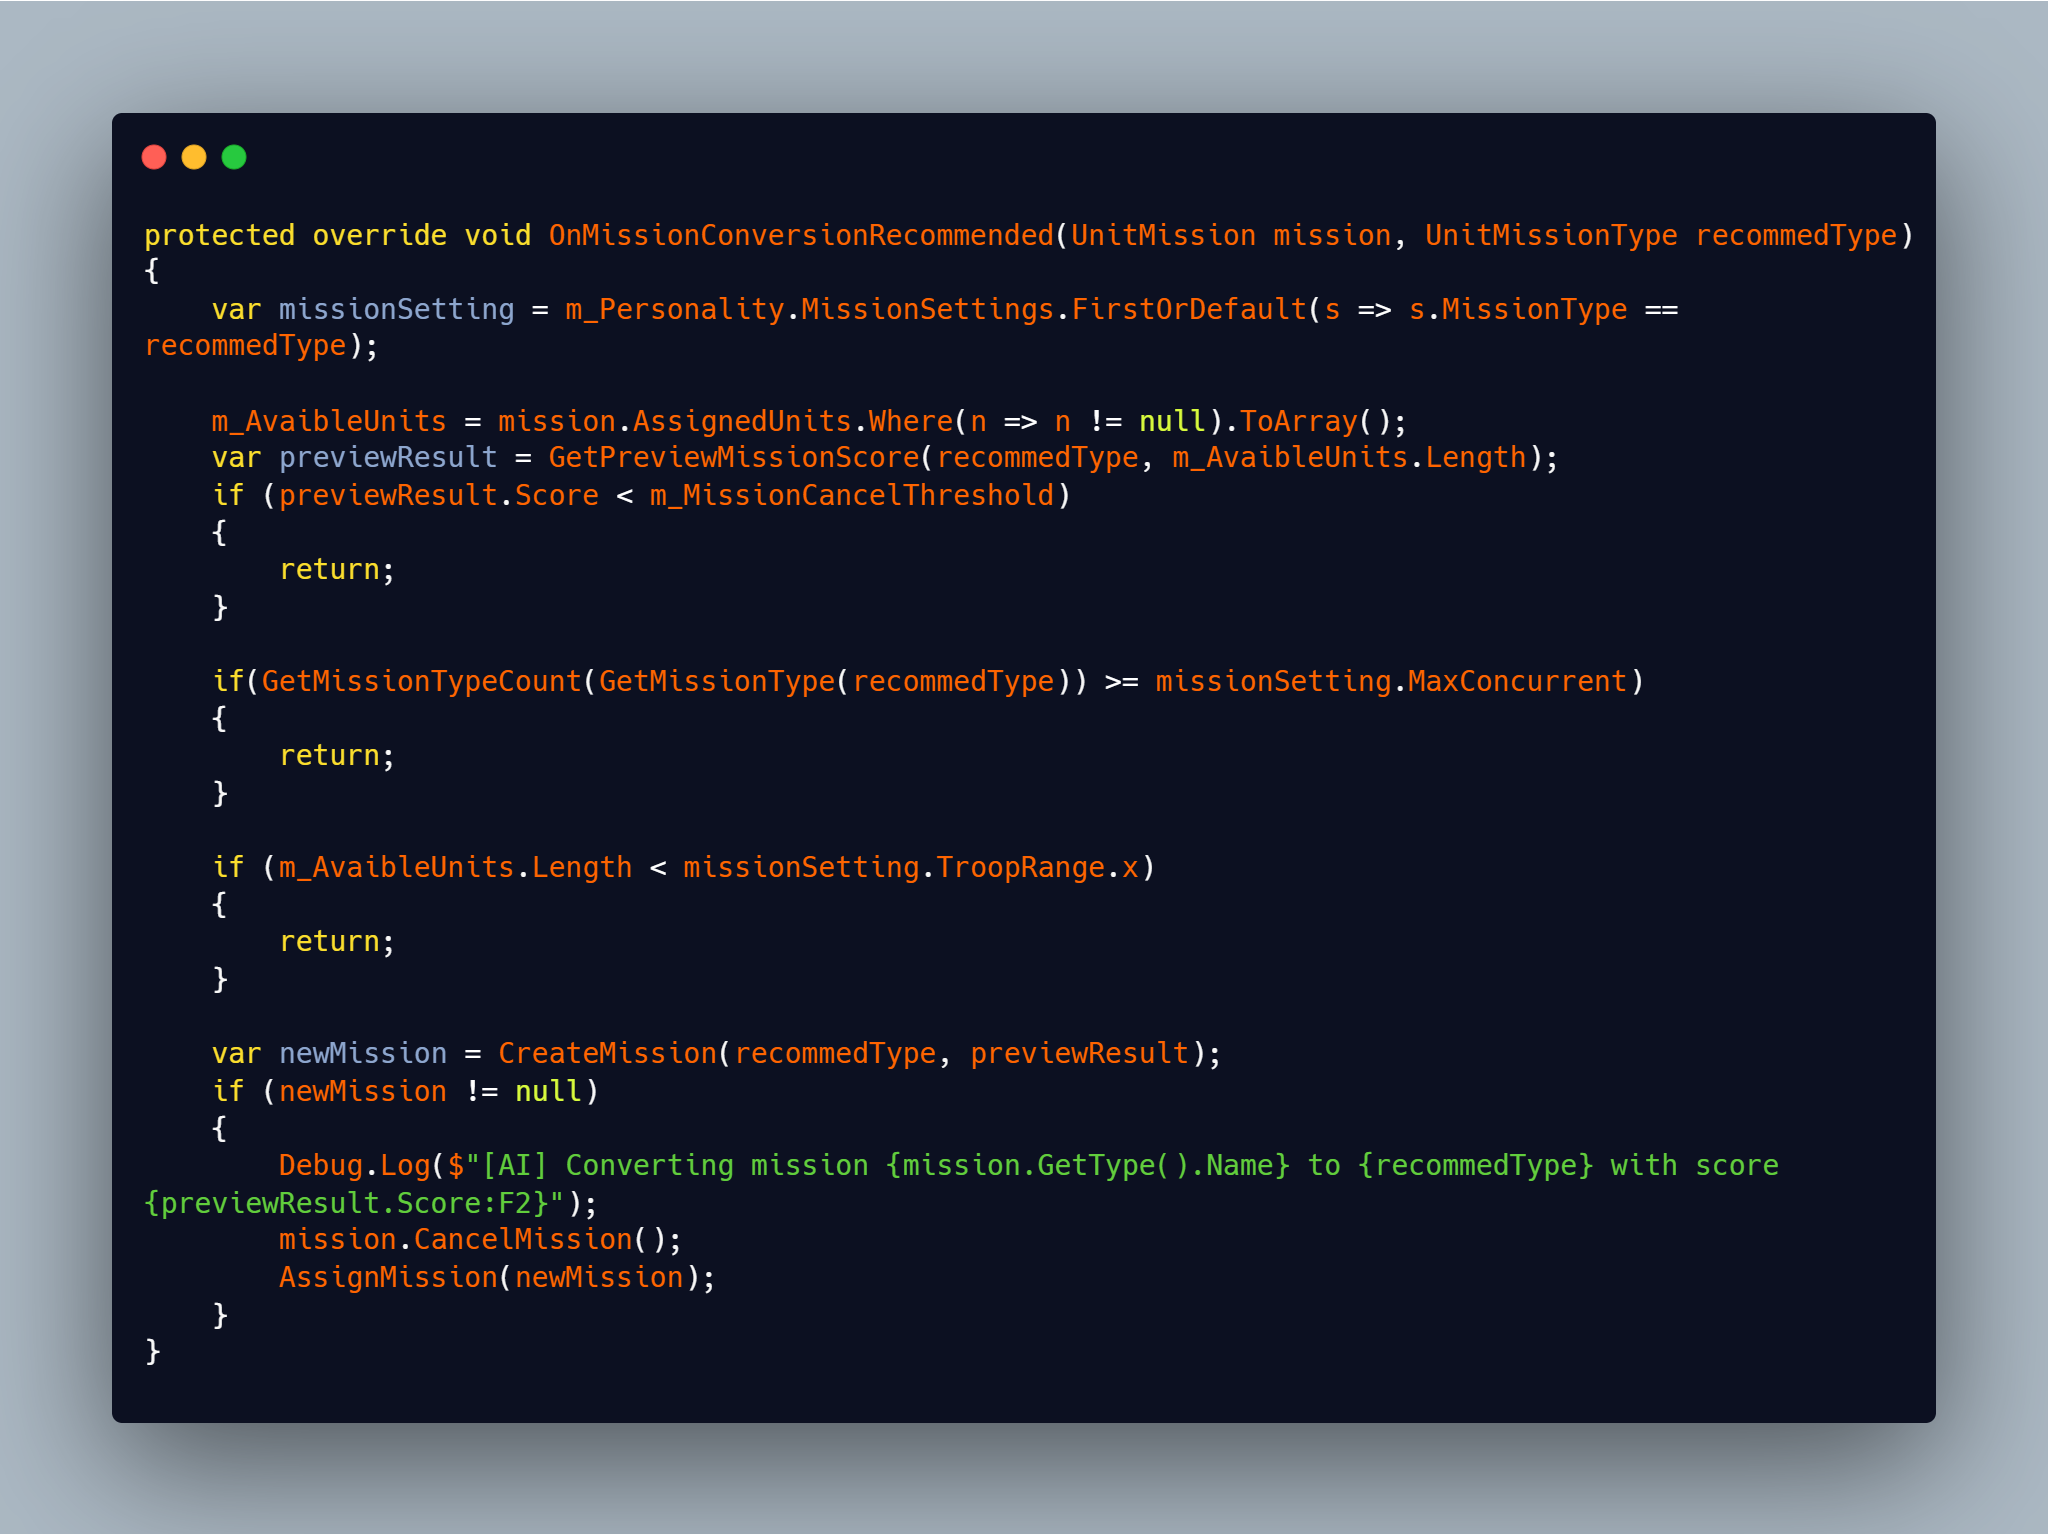 protected override void OnMissionConversionRecommended(UnitMission mission, UnitMissionType recommedType)
{
    var missionSetting = m_Personality.MissionSettings.FirstOrDefault(s => s.MissionType ==
recommedType);

    m_AvaibleUnits = mission.AssignedUnits.Where(n => n != null).ToArray();
    var previewResult = GetPreviewMissionScore(recommedType, m_AvaibleUnits.Length);
    if (previewResult.Score < m_MissionCancelThreshold)
    {
        return;
    }

    if(GetMissionTypeCount(GetMissionType(recommedType)) >= missionSetting.MaxConcurrent)
    {
        return;
    }

    if (m_AvaibleUnits.Length < missionSetting.TroopRange.x)
    {
        return;
    }

    var newMission = CreateMission(recommedType, previewResult);
    if (newMission != null)
    {
        Debug.Log($"[AI] Converting mission {mission.GetType().Name} to {recommedType} with score
{previewResult.Score:F2}");
        mission.CancelMission();
        AssignMission(newMission);
    }
}